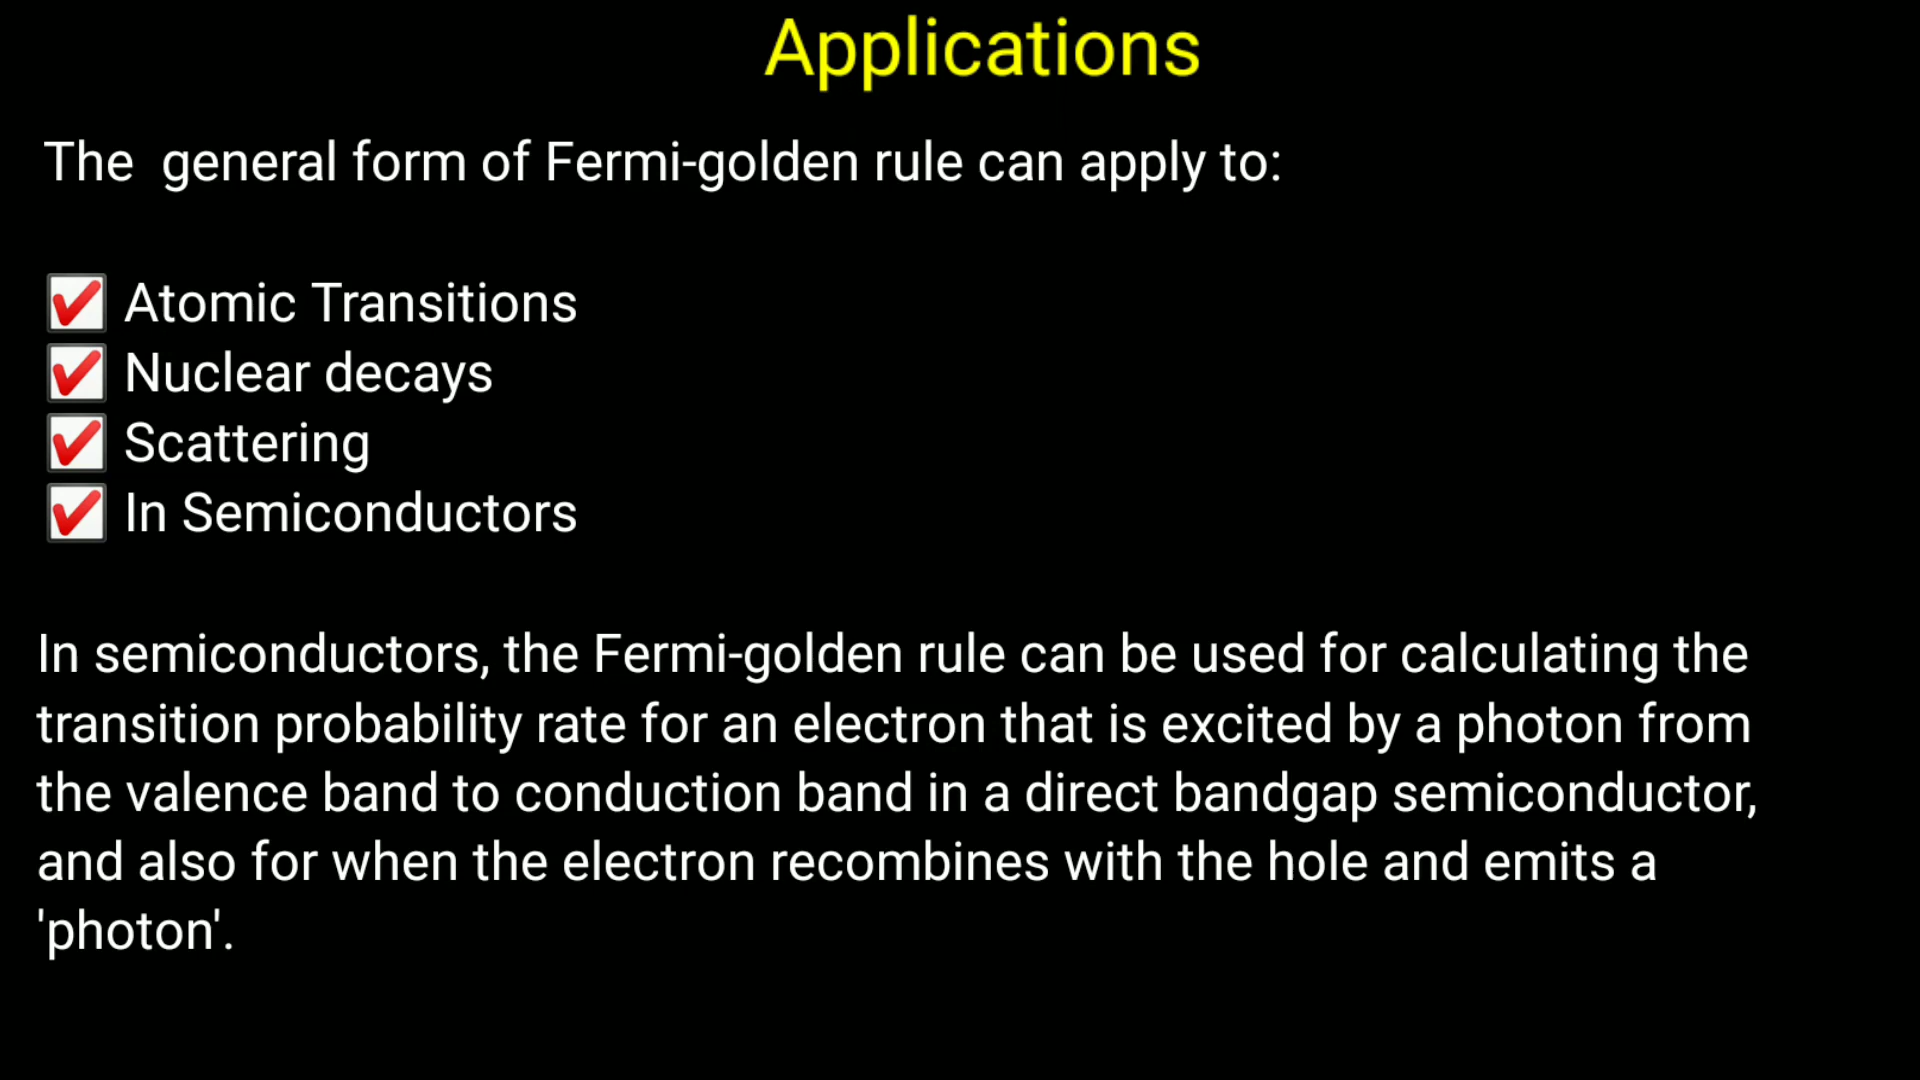 Applications
The  general form of Fermi-golden rule can apply to:
✔ Atomic Transitions
✔ Nuclear decays
✔ Scattering
✔ In Semiconductors
In semiconductors, the Fermi-golden rule can be used for calculating the
transition probability rate for an electron that is excited by a photon from
the valence band to conduction band in a direct bandgap semiconductor,
and also for when the electron recombines with the hole and emits a
'photon'.